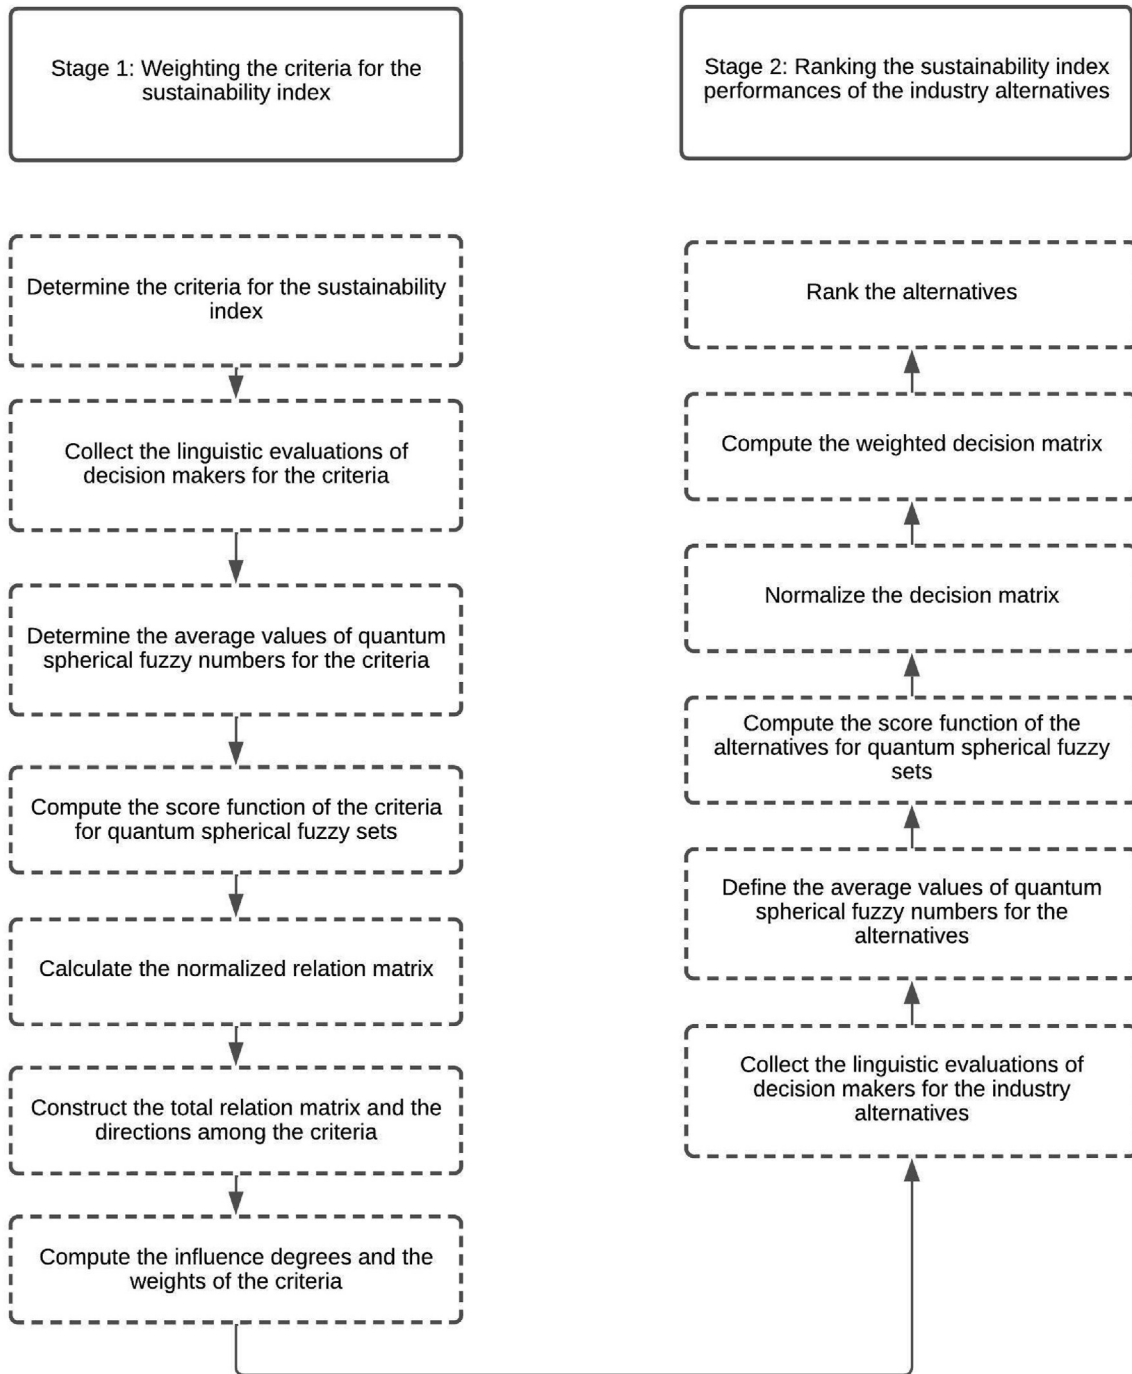 Stage 1: Weighting the criteria for the
sustainability index
Determine the criteria for the sustainability
index
Collect the linguistic evaluations of
decision makers for the criteria
Determine the average values of quantum
spherical fuzzy numbers for the criteria
Compute the score function of the criteria
for quantum spherical fuzzy sets
Calculate the normalized relation matrix
Construct the total relation matrix and the
directions among the criteria
Compute the influence degrees and the
weights of the criteria
Stage 2: Ranking the sustainability index
performances of the industry alternatives
Rank the alternatives
Compute the weighted decision matrix
Normalize the decision matrix
Compute the score function of the
alternatives for quantum spherical fuzzy
sets
Define the average values of quantum
spherical fuzzy numbers for the
alternatives
Collect the linguistic evaluations of
decision makers for the industry
alternatives